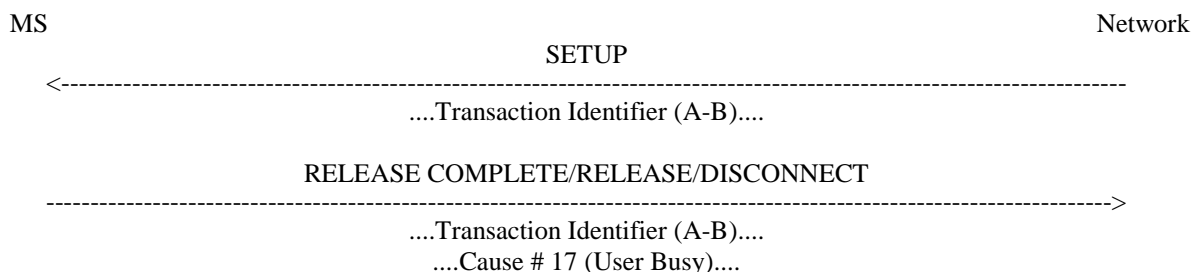 MS Network
SETUP
<------------------------------------------------------------------------------------------------------------------------
....Transaction Identifier (A-B)....
RELEASE COMPLETE/RELEASE/DISCONNECT
------------------------------------------------------------------------------------------------------------------------>
....Transaction Identifier (A-B)....
....Cause # 17 (User Busy)....